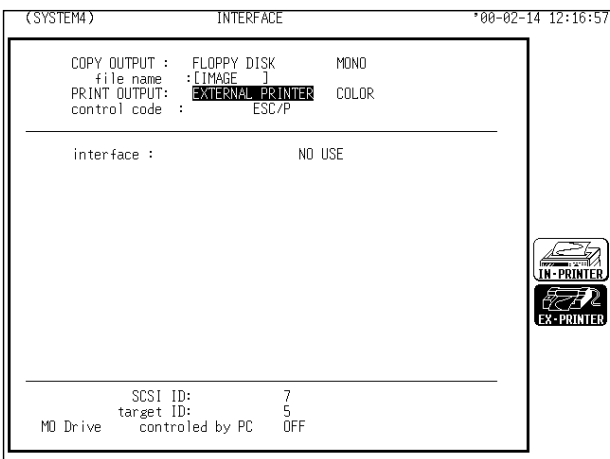 (SYSTEM4) INTERFACE '00-02-14 12:16:57
COPY OUTPUT : FLOPPY DISK MONO
file name :[IMAGE ]
PRINT OUTPUT: EXTERNAL PRINTER COLOR
control code : ESC/P
interface : NO USE
IN-PRINTER
EX-PRINTER
SCSI ID: 7
target ID: 5
MO Drive controled by PC OFF